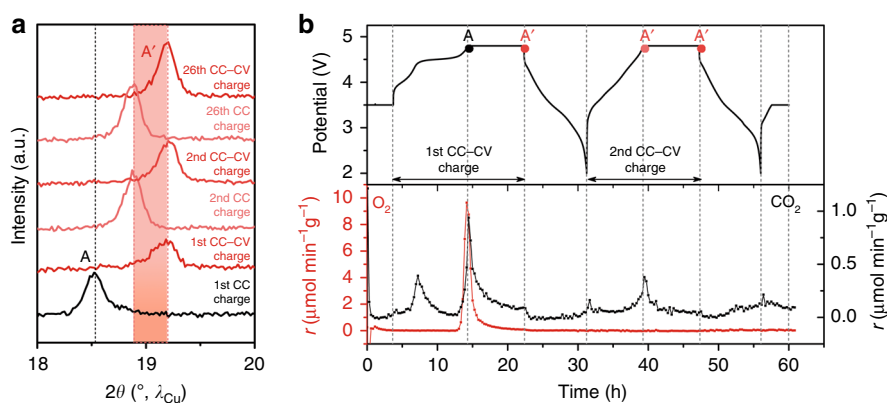 a
A′
26th CC–CV
charge
26th CC
charge
2nd CC–CV
charge
2nd CC
charge
1st CC–CV
charge
A
1st CC
charge
Intensity (a.u.)
18 19 20
2θ (°, λCu)
b
A A′ A′ A′
5
4
3
2
Potential (V)
1st CC–CV
charge
2nd CC–CV
charge
O2 CO2
10
8
6
4
2
0
r (μmol min–1g–1)
1.0
0.5
0.0
r (μmol min–1g–1)
0 10 20 30 40 50 60
Time (h)